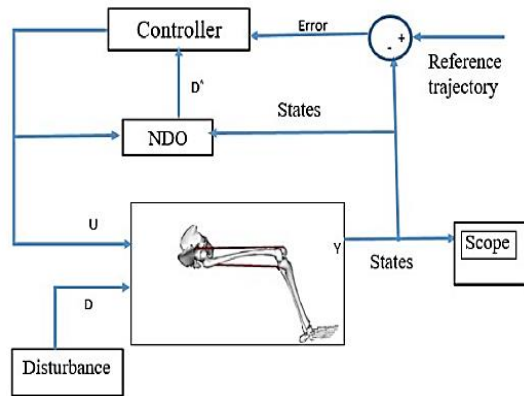 Controller
Error
+
-
Reference
trajectory
D^
NDO
States
U
Y
States
Scope
D
Disturbance